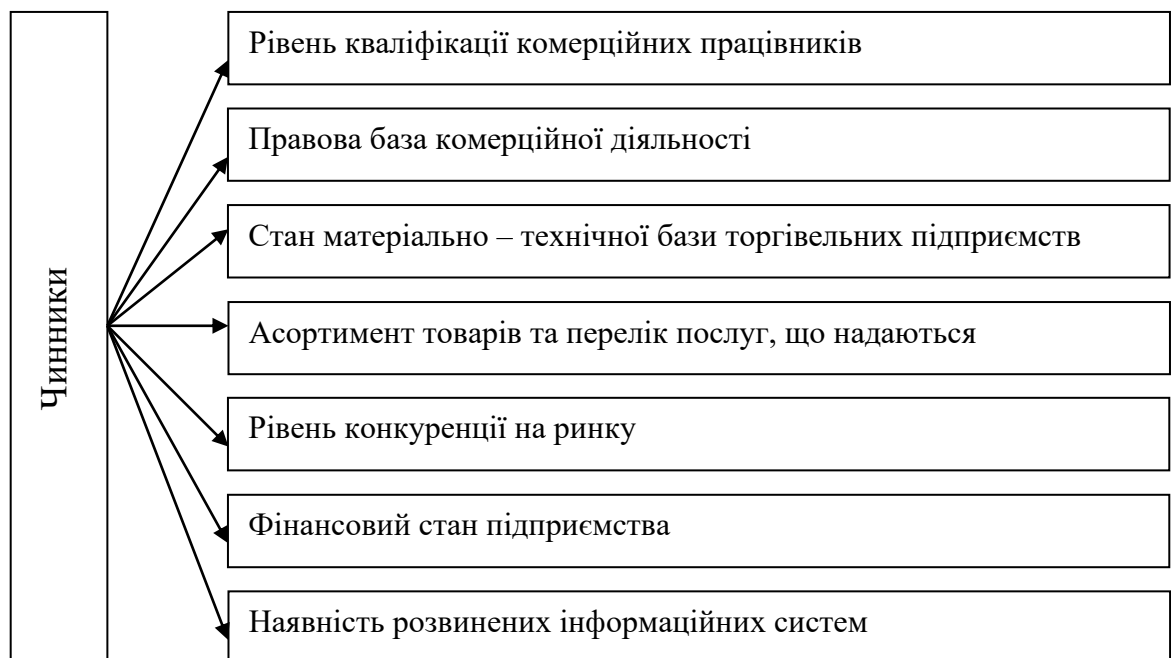 Чинники
Рівень кваліфікації комерційних працівників
Правова база комерційної діяльності
Стан матеріально – технічної бази торгівельних підприємств
Асортимент товарів та перелік послуг, що надаються
Рівень конкуренції на ринку
Фінансовий стан підприємства
Наявність розвинених інформаційних систем